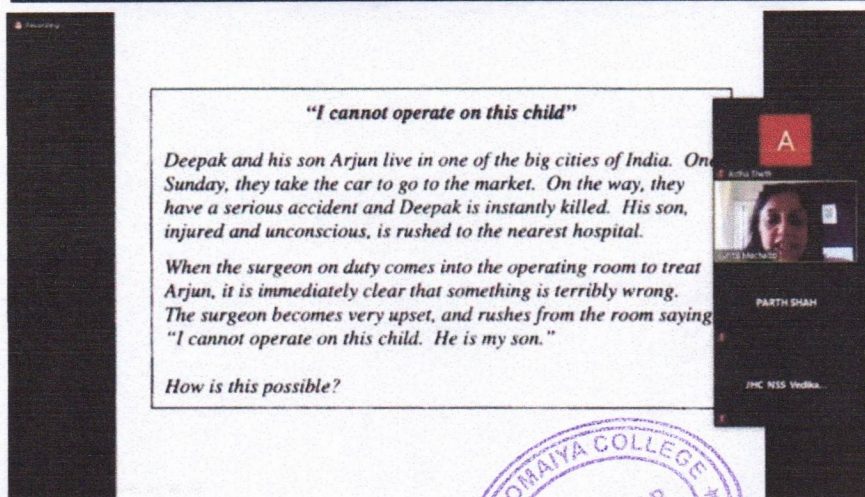 Recording
"I cannot operate on this child"
Deepak and his son Arjun live in one of the big cities of India. One
Sunday, they take the car to go to the market. On the way, they
have a serious accident and Deepak is instantly killed. His son,
injured and unconscious, is rushed to the nearest hospital.
When the surgeon on duty comes into the operating room to treat
Arjun, it is immediately clear that something is terribly wrong.
The surgeon becomes very upset, and rushes from the room saying
"I cannot operate on this child. He is my son."
How is this possible?
A
PARTH SHAH
JHC NSS Vedika...
OMAIYA COLLEGE